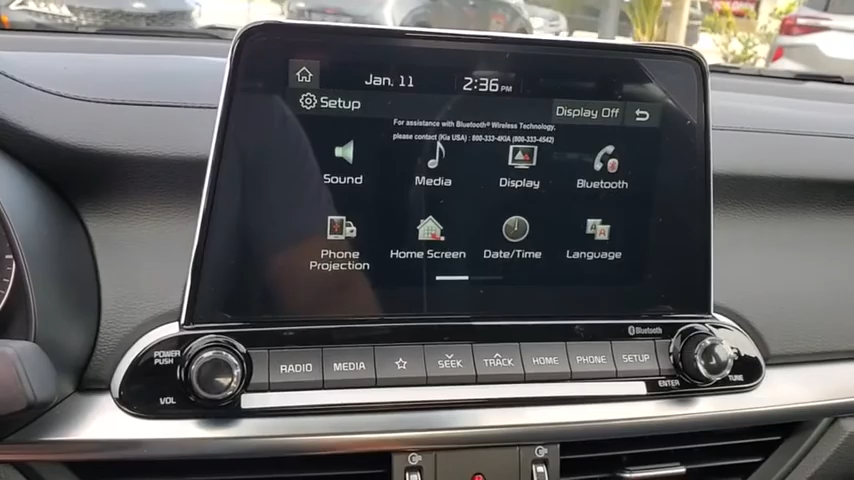 Jan. 11
2:36 PM
Setup
Display Off
For assistance with Bluetooth® Wireless Technology,
please contact (Kia USA) : 800-333-4KIA (800-333-4542)
Sound
Media
Display
Bluetooth
Phone
Projection
Home Screen
Date/Time
Language
A A
Bluetooth
POWER
PUSH
VOL
RADIO
MEDIA
SEEK
TRACK
HOME
PHONE
SETUP
ENTER
TUNE